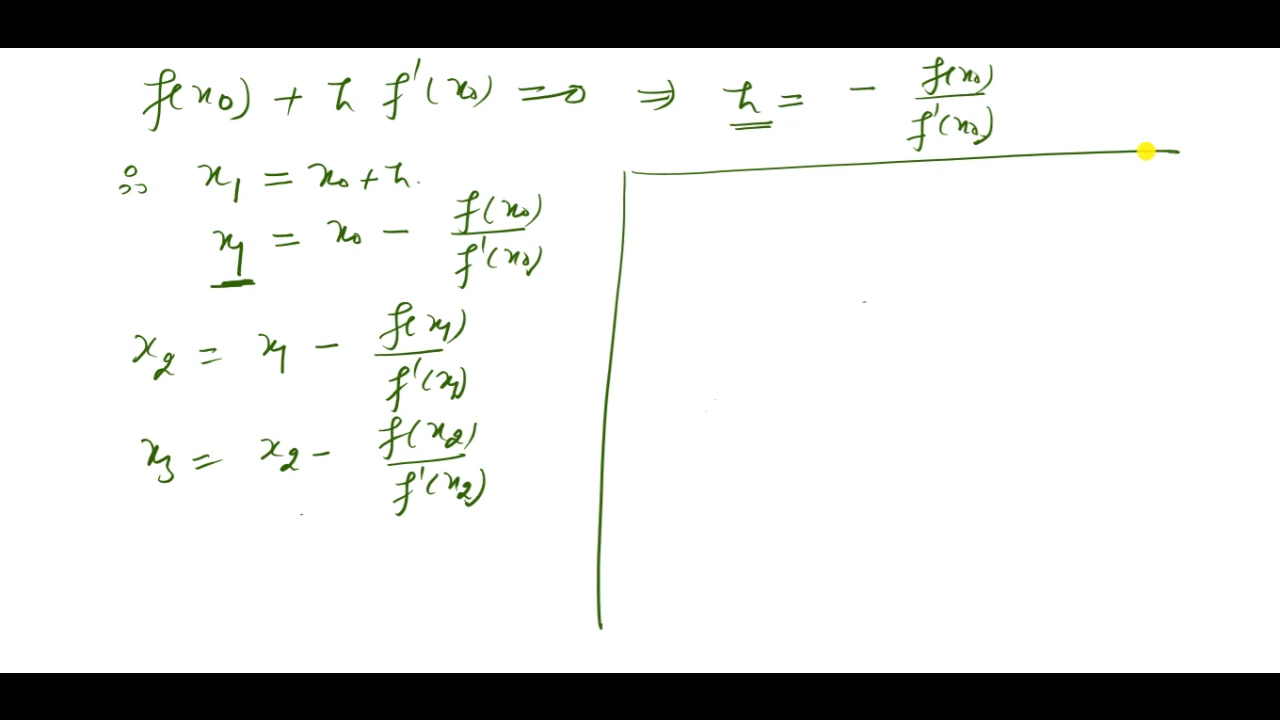 f(x₀) + h f'(x₀) = 0 ⇒ h = - f(x₀)/f'(x₀)
∴ x₁ = x₀ + h.
x₁ = x₀ - f(x₀)/f'(x₀)
x₂ = x₁ - f(x₁)/f'(x₁)
x₃ = x₂ - f(x₂)/f'(x₂)